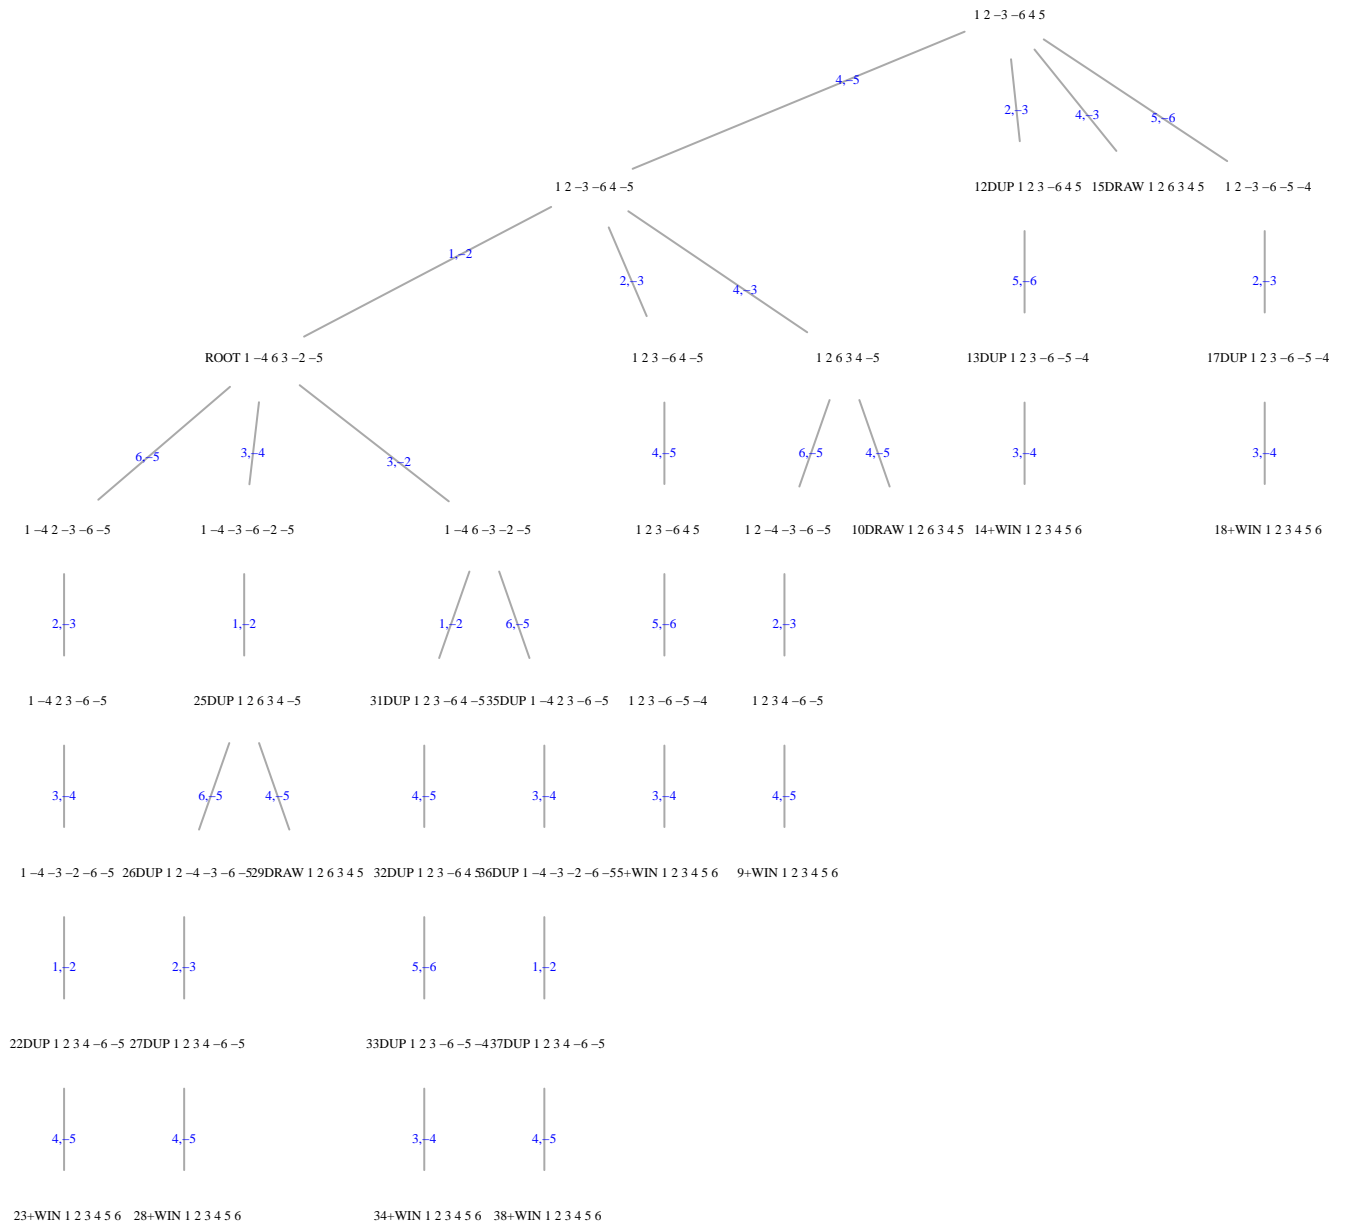 1 2 −3 −6 4 5
4,−5
2,−3
4,−3
5,−6
1 2 −3 −6 4 −5
12DUP 1 2 3 −6 4 5
15DRAW 1 2 6 3 4 5
1 2 −3 −6 −5 −4
1,−2
2,−3
4,−3
5,−6
2,−3
ROOT 1 −4 6 3 −2 −5
1 2 3 −6 4 −5
1 2 6 3 4 −5
13DUP 1 2 3 −6 −5 −4
17DUP 1 2 3 −6 −5 −4
6,−5
3,−4
3,−2
4,−5
6,−5
4,−5
3,−4
3,−4
1 −4 2 −3 −6 −5
1 −4 −3 −6 −2 −5
1 −4 6 −3 −2 −5
1 2 3 −6 4 5
1 2 −4 −3 −6 −5
10DRAW 1 2 6 3 4 5
14+WIN 1 2 3 4 5 6
18+WIN 1 2 3 4 5 6
2,−3
1,−2
1,−2
6,−5
5,−6
2,−3
1 −4 2 3 −6 −5
25DUP 1 2 6 3 4 −5
31DUP 1 2 3 −6 4 −5
35DUP 1 −4 2 3 −6 −5
1 2 3 −6 −5 −4
1 2 3 4 −6 −5
3,−4
6,−5
4,−5
4,−5
3,−4
3,−4
4,−5
1 −4 −3 −2 −6 −5
26DUP 1 2 −4 −3 −6 −5
29DRAW 1 2 6 3 4 5
32DUP 1 2 3 −6 4 5
36DUP 1 −4 −3 −2 −6 −5
5+WIN 1 2 3 4 5 6
9+WIN 1 2 3 4 5 6
1,−2
2,−3
5,−6
1,−2
22DUP 1 2 3 4 −6 −5
27DUP 1 2 3 4 −6 −5
33DUP 1 2 3 −6 −5 −4
37DUP 1 2 3 4 −6 −5
4,−5
4,−5
3,−4
4,−5
23+WIN 1 2 3 4 5 6
28+WIN 1 2 3 4 5 6
34+WIN 1 2 3 4 5 6
38+WIN 1 2 3 4 5 6